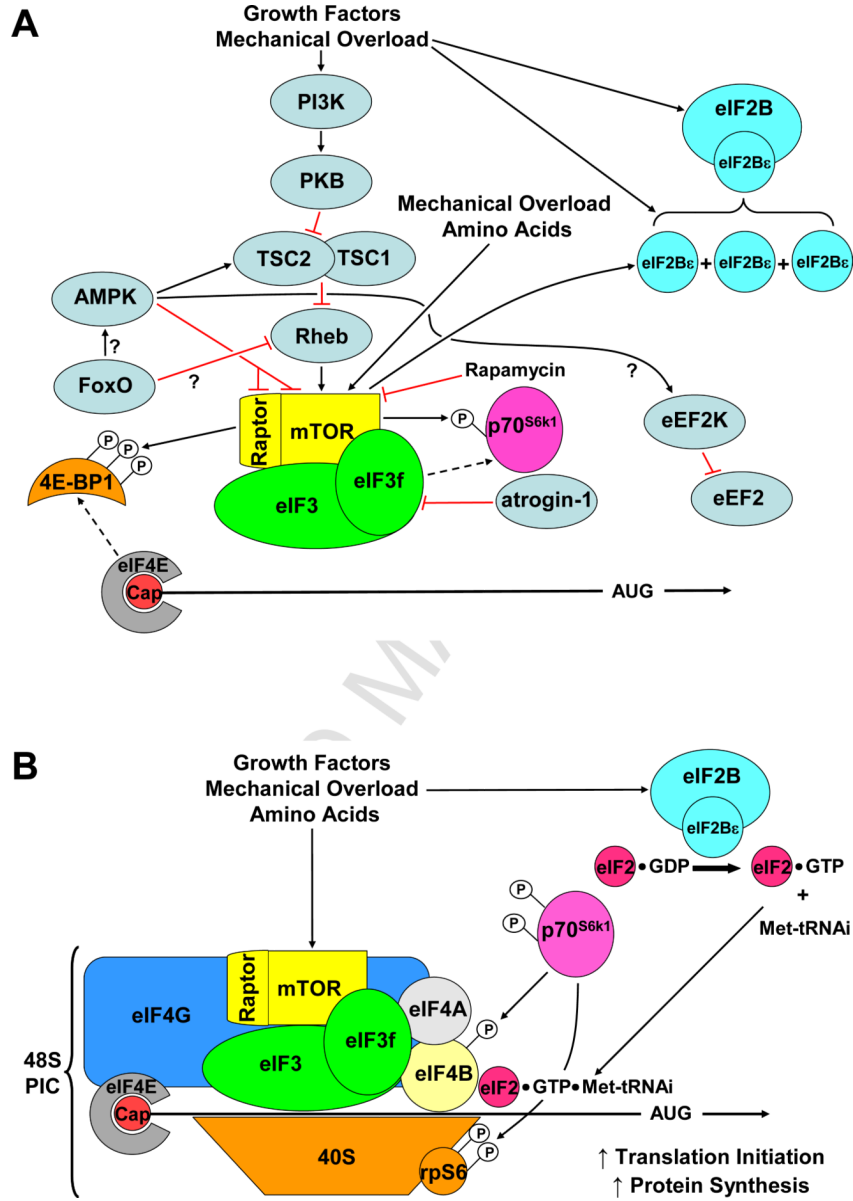 A
Growth Factors
Mechanical Overload
PI3K
eIF2B
eIF2Bε
PKB
Mechanical Overload
Amino Acids
TSC2
TSC1
eIF2Bε + eIF2Bε + eIF2Bε
AMPK
Rheb
?
FoxO
?
Rapamycin
?
Raptor
mTOR
P
p70S6k1
eEF2K
P
P
P
4E-BP1
eIF3f
eIF3
atrogin-1
eEF2
eIF4E
Cap
AUG
B
Growth Factors
Mechanical Overload
Amino Acids
eIF2B
eIF2Bε
eIF2•GDP
eIF2•GTP
+
Met-tRNAi
P
P
p70S6k1
Raptor
mTOR
eIF4G
eIF4A
P
eIF3f
eIF3
eIF4B
48S
PIC
eIF4E
eIF2•GTP•Met-tRNAi
Cap
AUG
P
P
40S
rpS6
↑ Translation Initiation
↑ Protein Synthesis